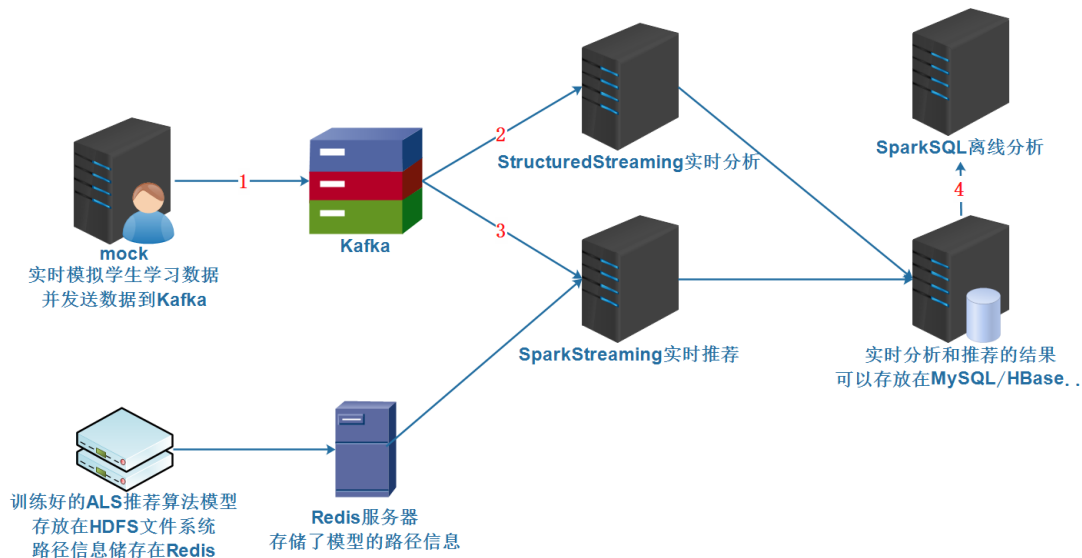 1
2
3
4
StructuredStreaming实时分析
SparkSQL离线分析
mock
实时模拟学生学习数据
并发送数据到Kafka
Kafka
SparkStreaming实时推荐
实时分析和推荐的结果
可以存放在MySQL/HBase..
训练好的ALS推荐算法模型
存放在HDFS文件系统
路径信息储存在Redis
Redis服务器
存储了模型的路径信息